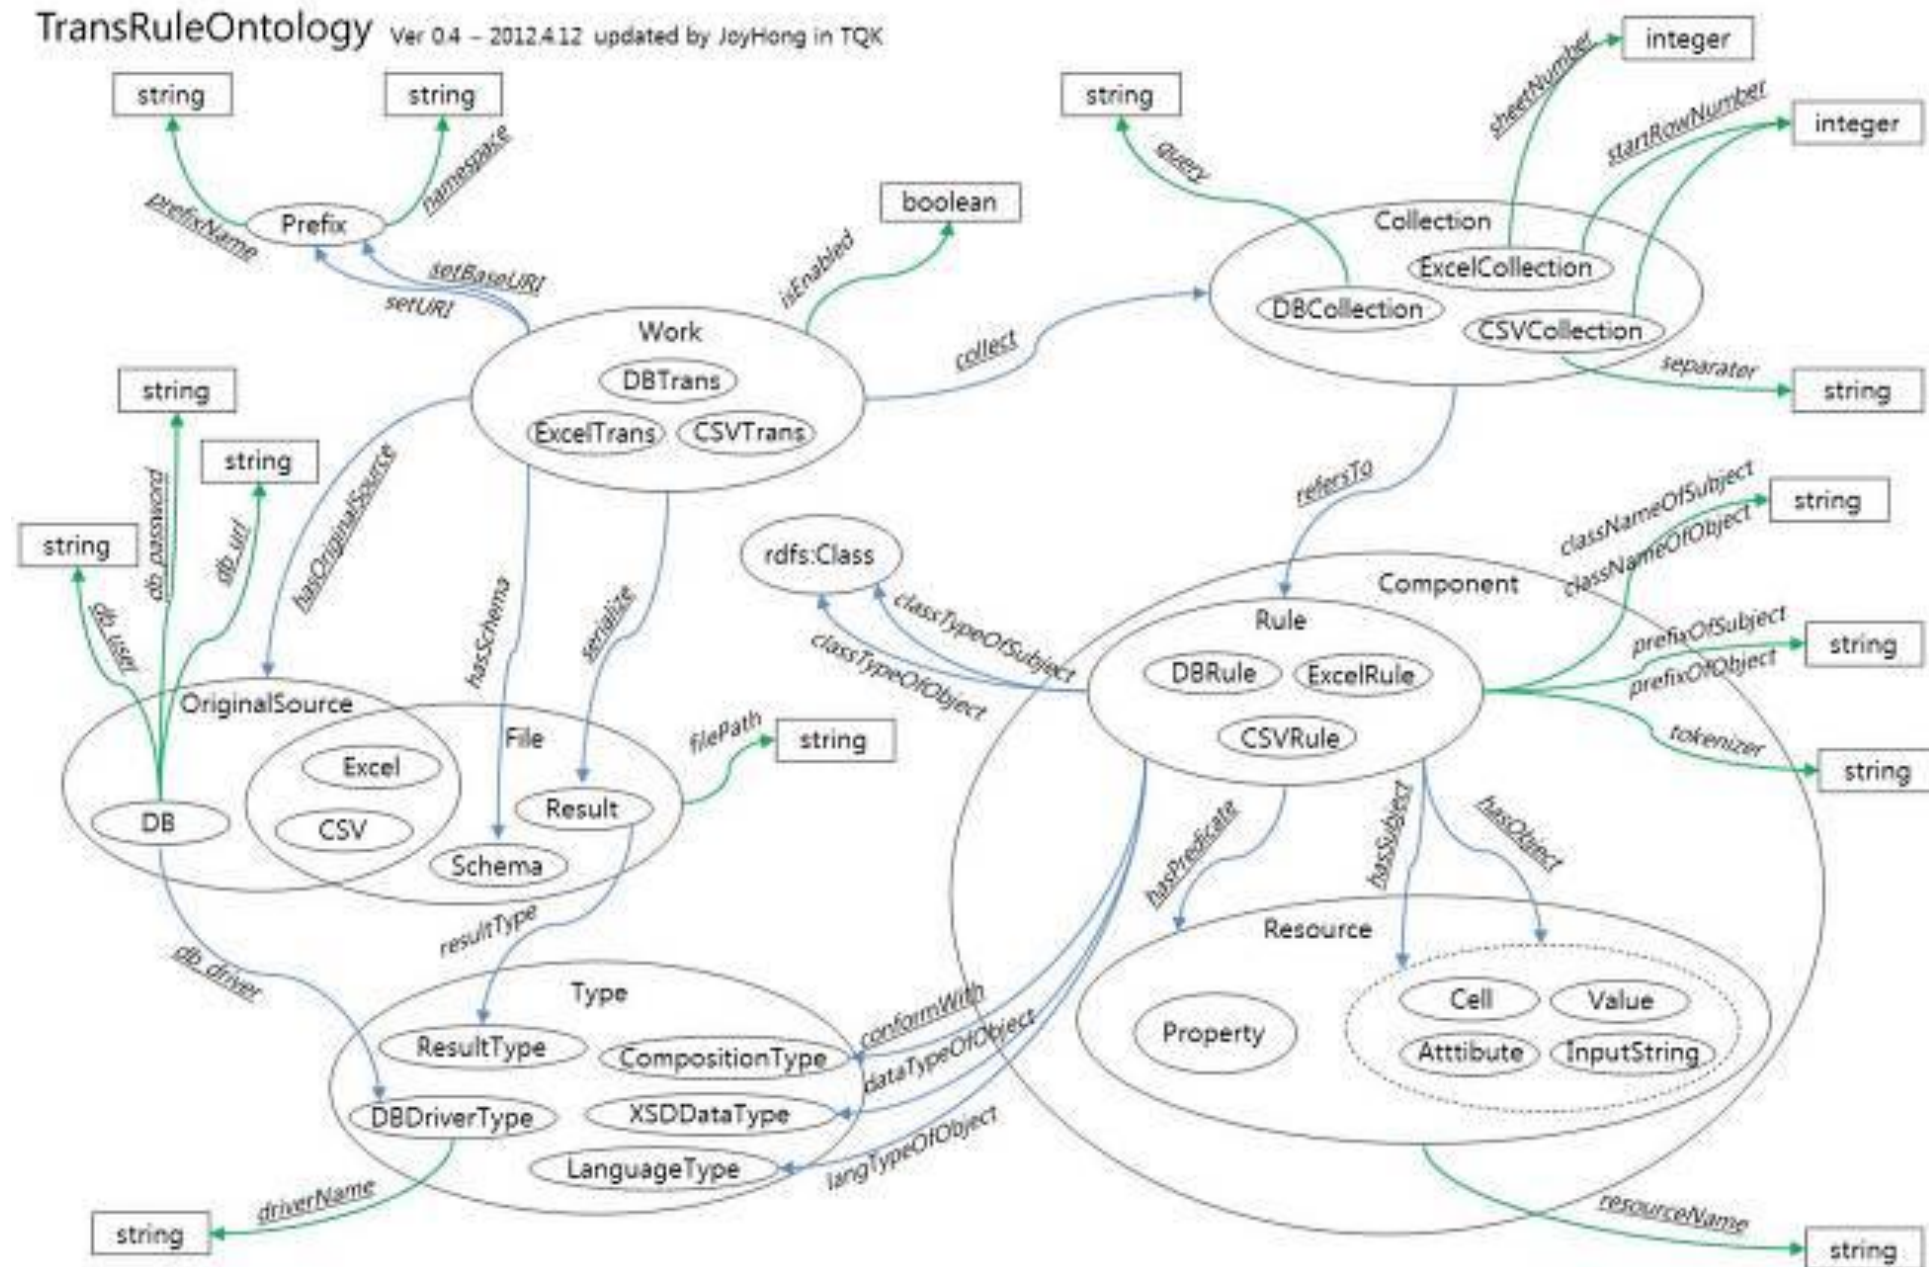 TransRuleOntology Ver 0.4 – 2012.4.12 updated by JoyHong in TQK
string
string
prefixName
namespace
Prefix
setBaseURI
setURI
boolean
isEnabled
string
query
sheetNumber
integer
startRowNumber
integer
Collection
ExcelCollection
DBCollection
CSVCollection
separater
string
Work
DBTrans
ExcelTrans
CSVTrans
collect
string
string
string
db_password
db_url
db_user
hasOriginalSource
hasSchema
serialize
refersTo
rdfs:Class
classTypeOfSubject
classTypeOfObject
Component
Rule
DBRule
ExcelRule
CSVRule
classNameOfSubject
classNameOfObject
string
prefixOfSubject
prefixOfObject
string
tokenizer
string
OriginalSource
File
Excel
CSV
DB
Result
Schema
filePath
string
hasPredicate
hasSubject
hasObject
resultType
db_driver
Resource
Property
Cell
Value
Atttibute
InputString
Type
ResultType
CompositionType
DBDriverType
XSDDataType
LanguageType
conformWith
dataTypeOfObject
langTypeOfObject
driverName
string
resourceName
string